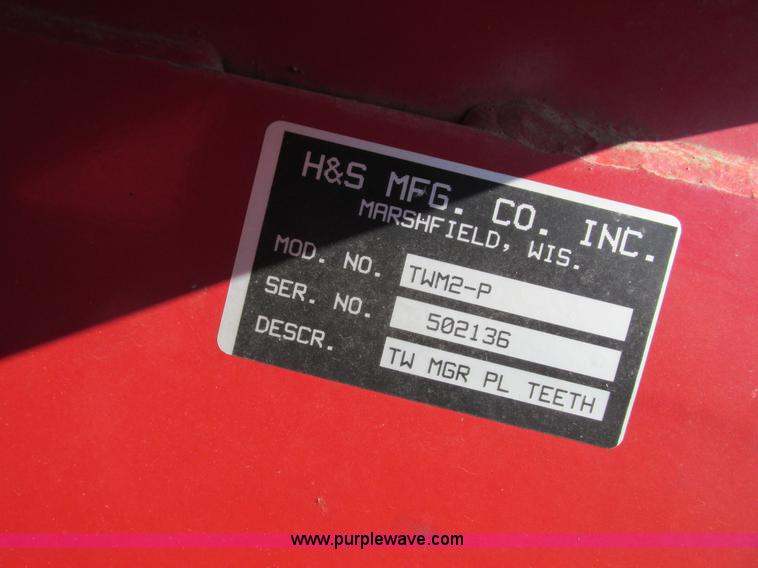 H&S MFG. CO. INC.
MARSHFIELD, WIS.
MOD. NO. TWM2-P
SER. NO. 502136
DESCR. TW MGR PL TEETH
www.purplewave.com